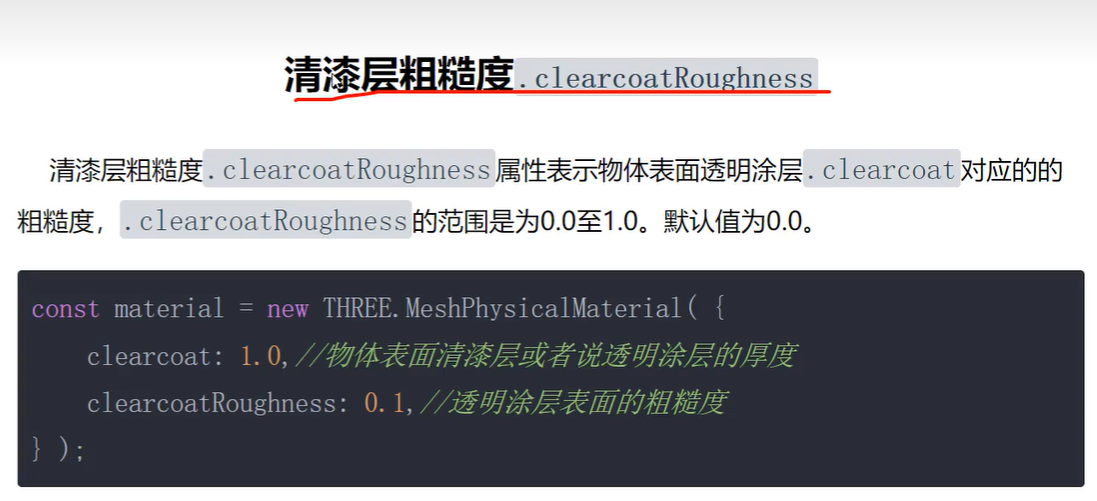 清漆层粗糙度.clearcoatRoughness
清漆层粗糙度.clearcoatRoughness属性表示物体表面透明涂层.clearcoat对应的的
粗糙度，.clearcoatRoughness的范围是为0.0至1.0。默认值为0.0。
const material = new THREE.MeshPhysicalMaterial( {
    clearcoat: 1.0,//物体表面清漆层或者说透明涂层的厚度
    clearcoatRoughness: 0.1,//透明涂层表面的粗糙度
} );